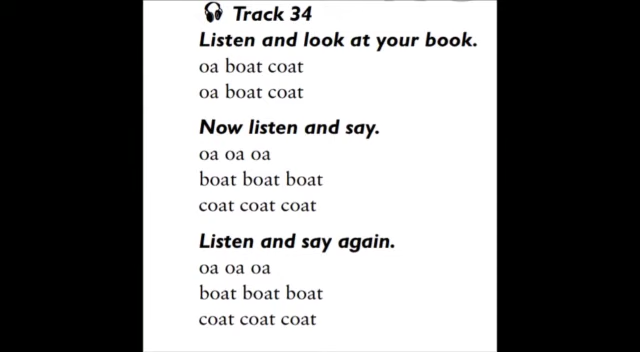 Track 34
Listen and look at your book.
oa boat coat
oa boat coat
Now listen and say.
oa oa oa
boat boat boat
coat coat coat
Listen and say again.
oa oa oa
boat boat boat
coat coat coat